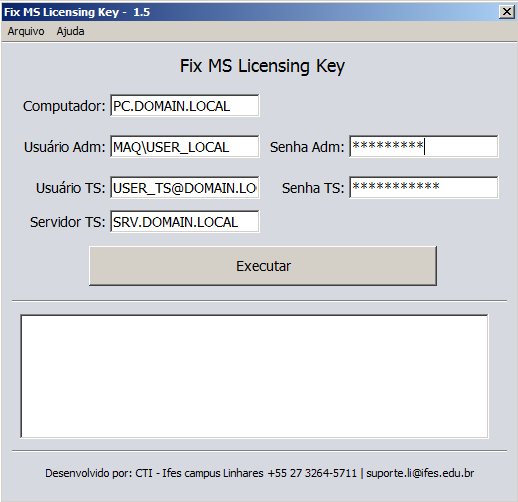 Fix MS Licensing Key - 1.5
Arquivo Ajuda
Fix MS Licensing Key
Computador: PC.DOMAIN.LOCAL
Usuário Adm: MAQ\USER_LOCAL Senha Adm: *********
Usuário TS: USER_TS@DOMAIN.LO Senha TS: ***********
Servidor TS: SRV.DOMAIN.LOCAL
Executar
Desenvolvido por: CTI - Ifes campus Linhares +55 27 3264-5711 | suporte.li@ifes.edu.br